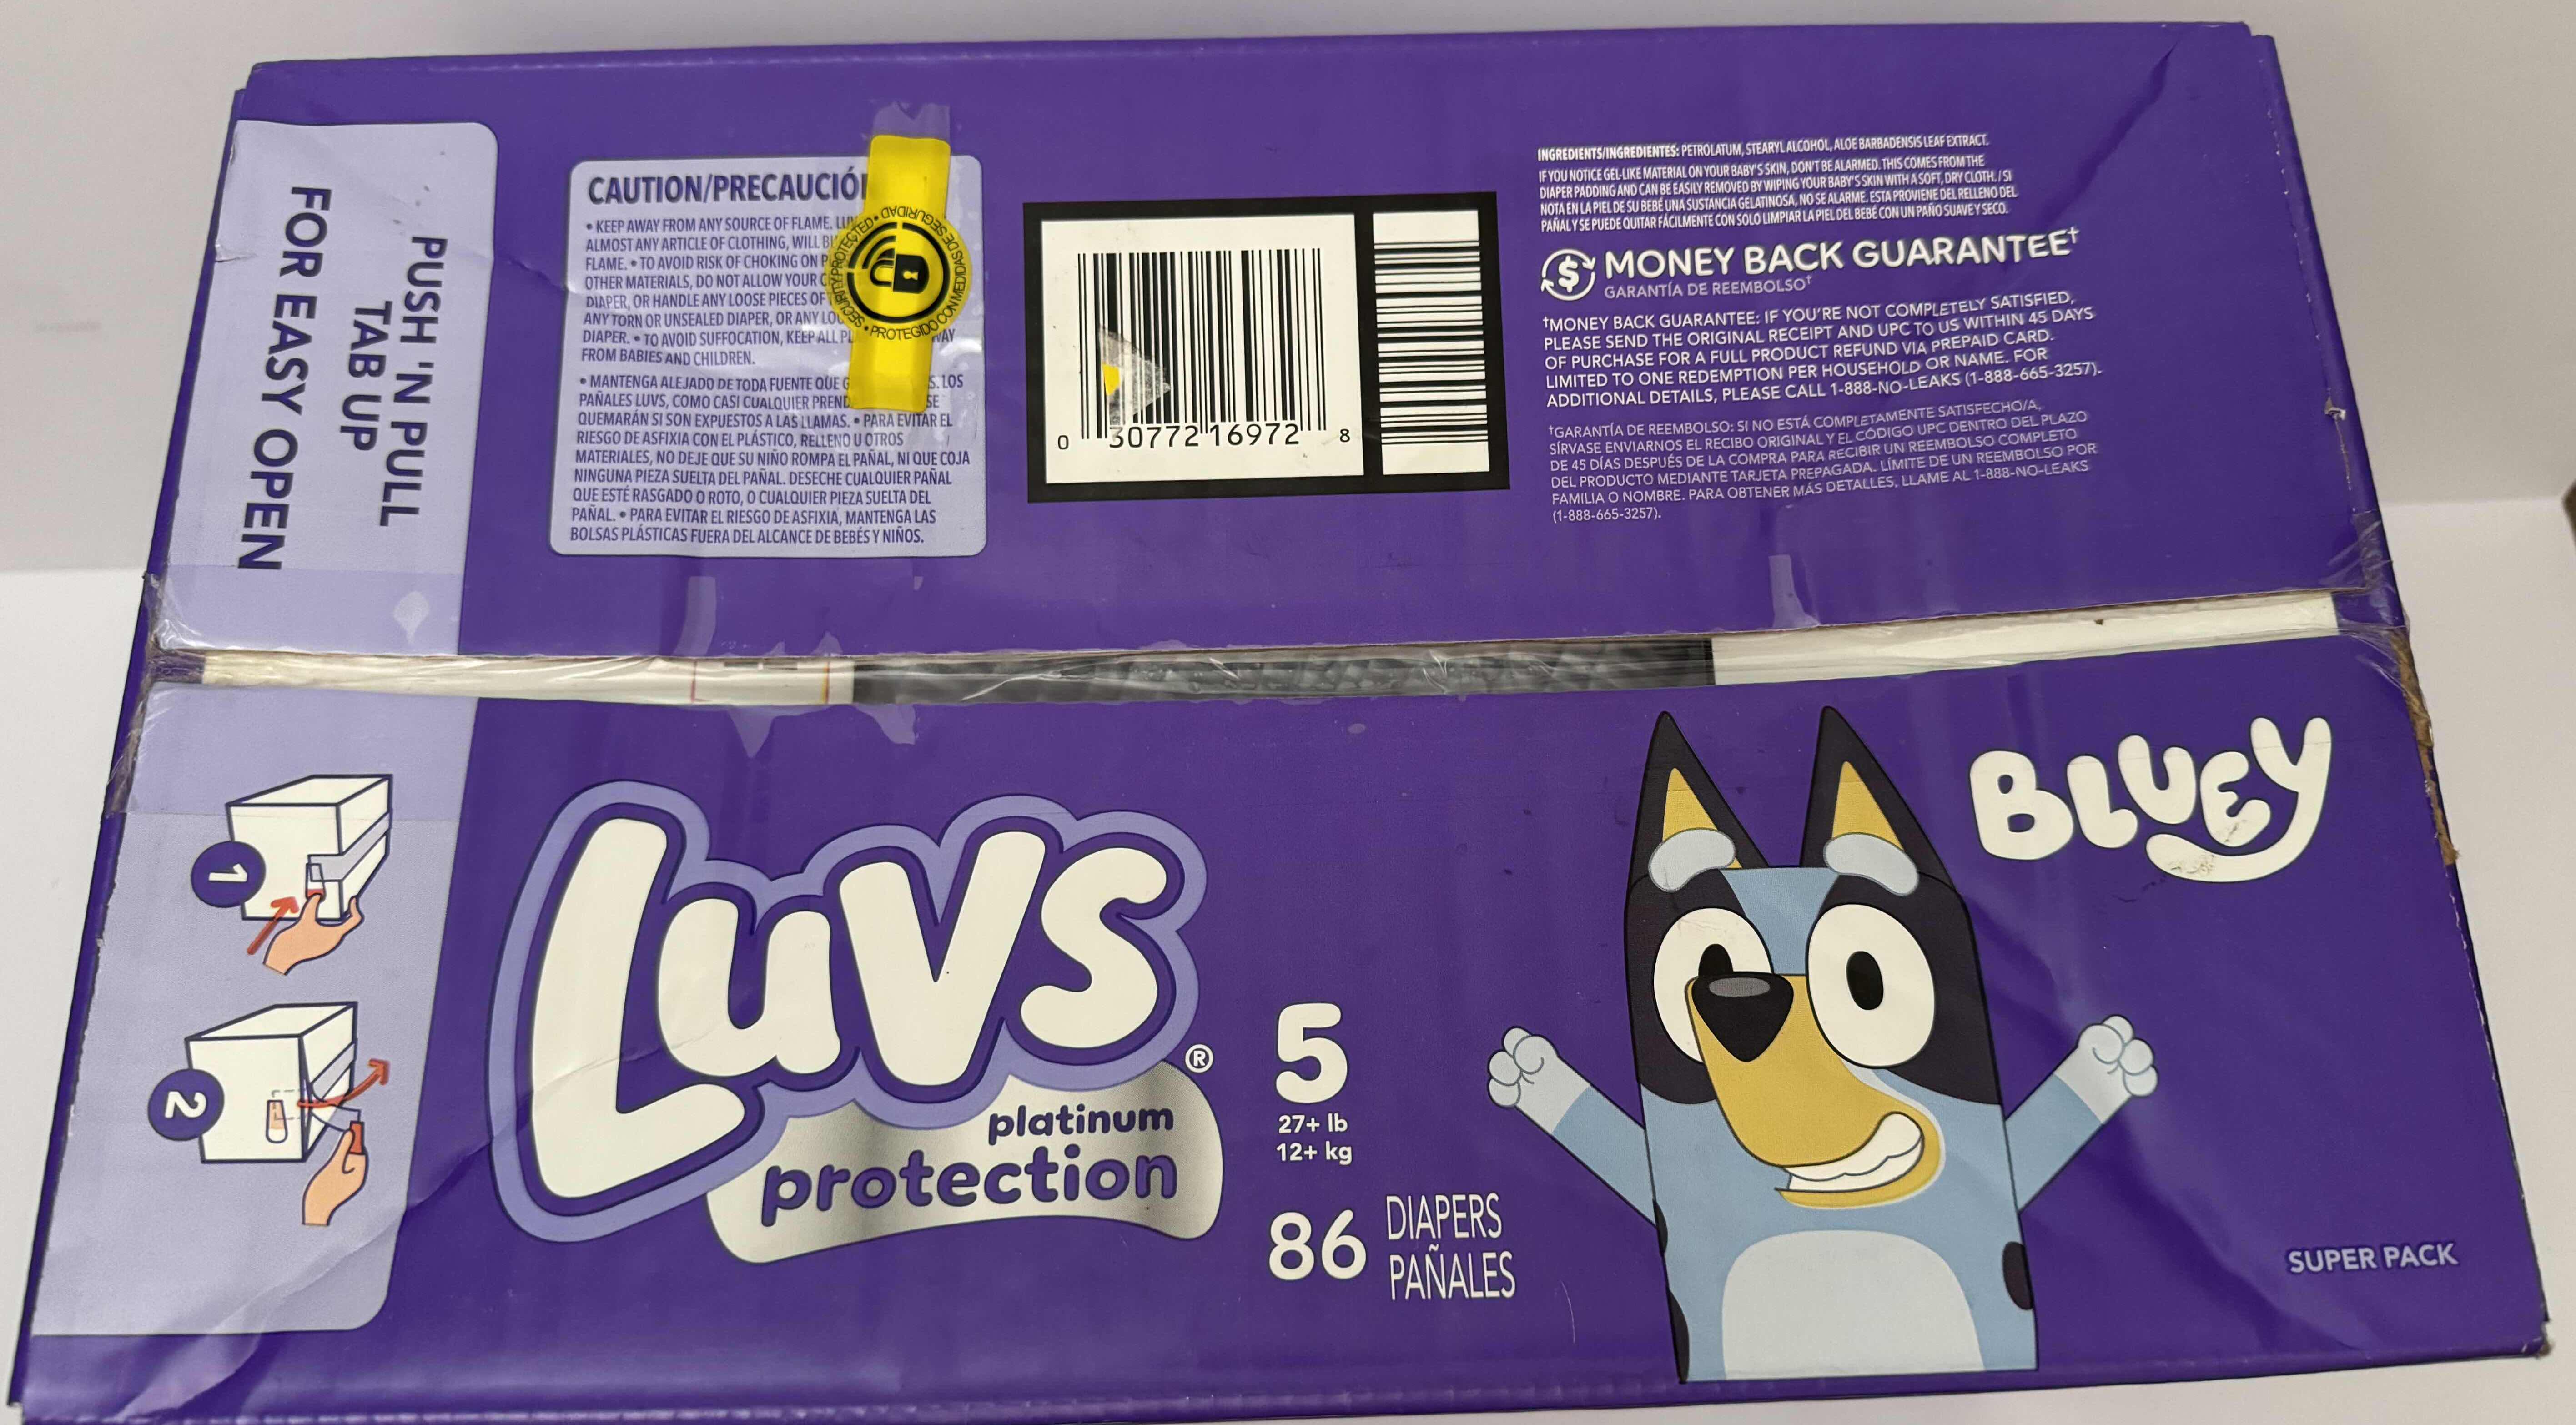 PUSH 'N PULL
TAB UP
FOR EASY OPEN
CAUTION/PRECAUCIÓ
• KEEP AWAY FROM ANY SOURCE OF FLAME.
ALMOST ANY ARTICLE OF CLOTHING, WILL
FLAME. • TO AVOID RISK OF CHOKING ON
OTHER MATERIALS, DO NOT ALLOW YOUR
DIAPER, OR HANDLE ANY LOOSE PIECES OF
ANY TORN OR UNSEALED DIAPER, OR ANY
DIAPER. • TO AVOID SUFFOCATION, KEEP ALL
FROM BABIES AND CHILDREN.
• MANTENGA ALEJADO DE TODA FUENTE QUE LOS
PAÑALES LUVS, COMO CASI CUALQUIER SE
QUEMARÁN SI SON EXPUESTOS A LAS LLAMAS. • PARA EVITAR EL
RIESGO DE ASFIXIA CON EL PLÁSTICO, RELLENO U OTROS
MATERIALES, NO DEJE QUE SU NIÑO ROMPA EL PAÑAL, NI QUE COJA
NINGUNA PIEZA SUELTA DEL PAÑAL. DESECHE CUALQUIER PAÑAL
QUE ESTÉ RASGADO O ROTO, O CUALQUIER PIEZA SUELTA DEL
PAÑAL. • PARA EVITAR EL RIESGO DE ASFIXIA, MANTENGA LAS
BOLSAS PLÁSTICAS FUERA DEL ALCANCE DE BEBÉS Y NIÑOS.
SECURITY PROTECTED • PROTEGIDO CON MEDIDAS DE SEGURIDAD •
0 30772 16972 8
INGREDIENTS/INGREDIENTES: PETROLATUM, STEARYL ALCOHOL, ALOE BARBADENSIS LEAF EXTRACT.
IF YOU NOTICE GEL-LIKE MATERIAL ON YOUR BABY'S SKIN, DON'T BE ALARMED. THIS COMES FROM THE
DIAPER PADDING AND CAN BE EASILY REMOVED BY WIPING YOUR BABY'S SKIN WITH A SOFT, DRY CLOTH. / SI
NOTA EN LA PIEL DE SU BEBÉ UNA SUSTANCIA GELATINOSA, NO SE ALARME. ESTA PROVIENE DEL RELLENO DEL
PAÑAL Y SE PUEDE QUITAR FÁCILMENTE CON SOLO LIMPIAR LA PIEL DEL BEBÉ CON UN PAÑO SUAVE Y SECO.
$ MONEY BACK GUARANTEE†
GARANTÍA DE REEMBOLSO†
†MONEY BACK GUARANTEE: IF YOU'RE NOT COMPLETELY SATISFIED,
PLEASE SEND THE ORIGINAL RECEIPT AND UPC TO US WITHIN 45 DAYS
OF PURCHASE FOR A FULL PRODUCT REFUND VIA PREPAID CARD.
LIMITED TO ONE REDEMPTION PER HOUSEHOLD OR NAME. FOR
ADDITIONAL DETAILS, PLEASE CALL 1-888-NO-LEAKS (1-888-665-3257).
†GARANTÍA DE REEMBOLSO: SI NO ESTÁ COMPLETAMENTE SATISFECHO/A,
SÍRVASE ENVIARNOS EL RECIBO ORIGINAL Y EL CÓDIGO UPC DENTRO DEL PLAZO
DE 45 DÍAS DESPUÉS DE LA COMPRA PARA RECIBIR UN REEMBOLSO COMPLETO
DEL PRODUCTO MEDIANTE TARJETA PREPAGADA. LÍMITE DE UN REEMBOLSO POR
FAMILIA O NOMBRE. PARA OBTENER MÁS DETALLES, LLAME AL 1-888-NO-LEAKS
(1-888-665-3257).
1
2
Luvs®
platinum
protection
5
27+ lb
12+ kg
86 DIAPERS
PAÑALES
BLUEY
SUPER PACK